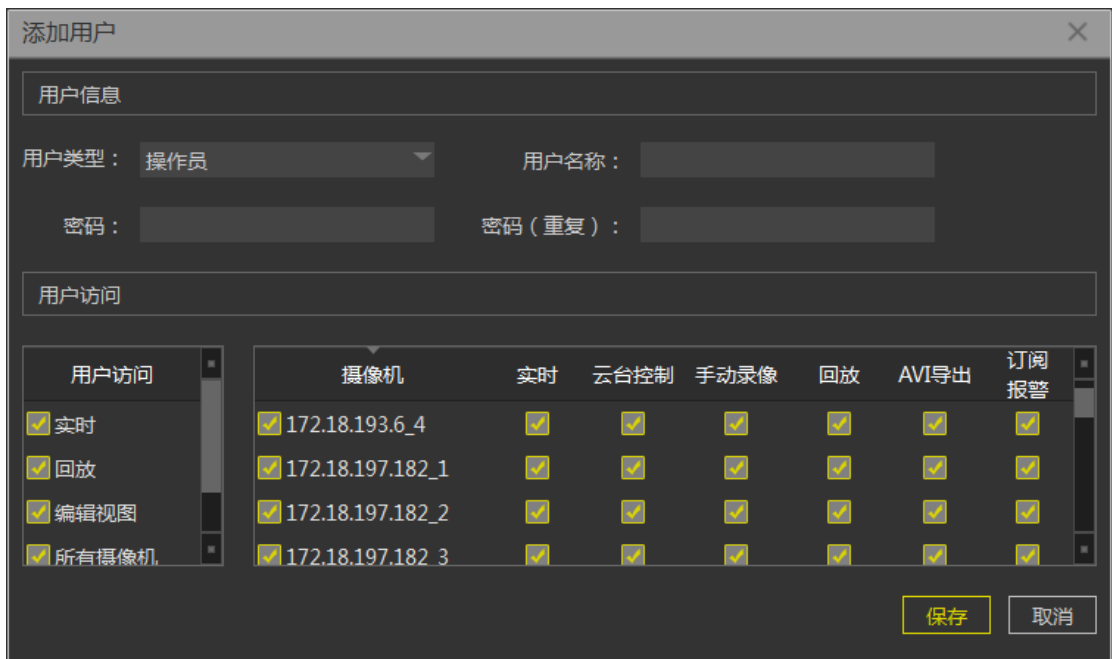 添加用户
用户信息
用户类型： 操作员 用户名称：
密码： 密码（重复）：
用户访问
用户访问 摄像机 实时 云台控制 手动录像 回放 AVI导出 订阅报警
实时 172.18.193.6_4
回放 172.18.197.182_1
编辑视图 172.18.197.182_2
所有摄像机 172.18.197.182_3
保存 取消